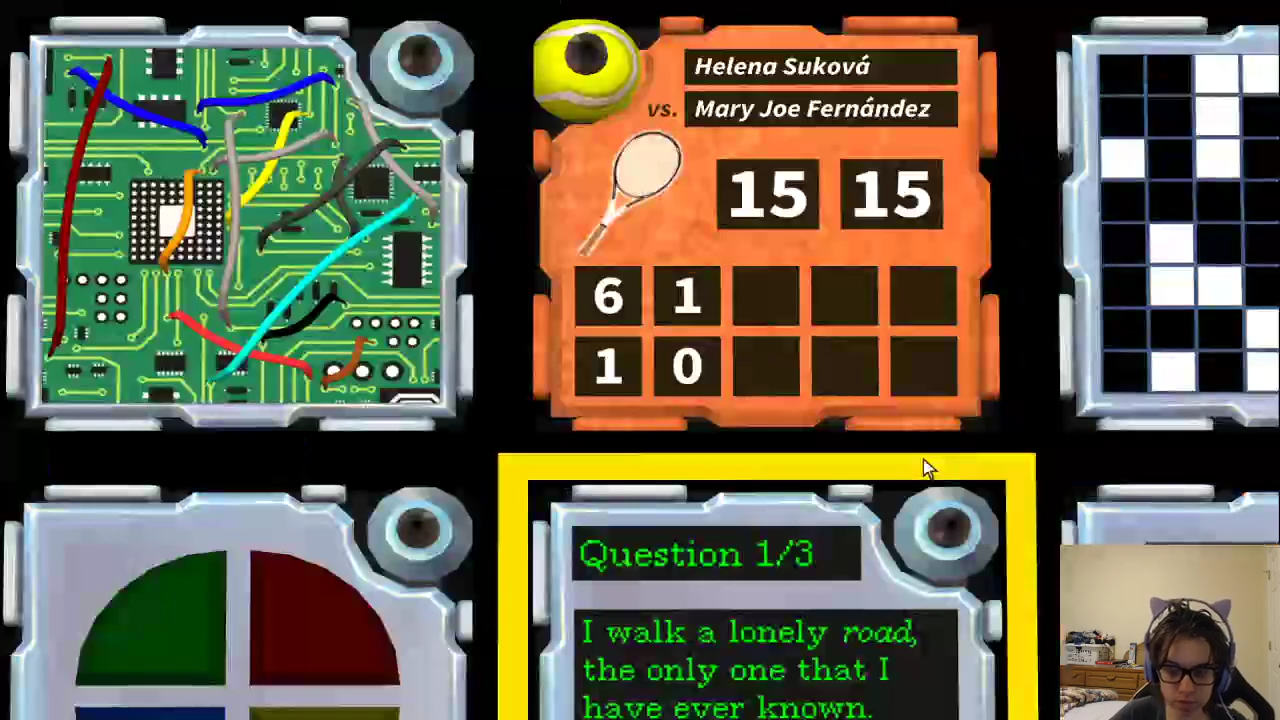 Helena Suková
vs. Mary Joe Fernández
15 15
6 1
1 0
Question 1/3
I walk a lonely road,
the only one that I
have ever known.